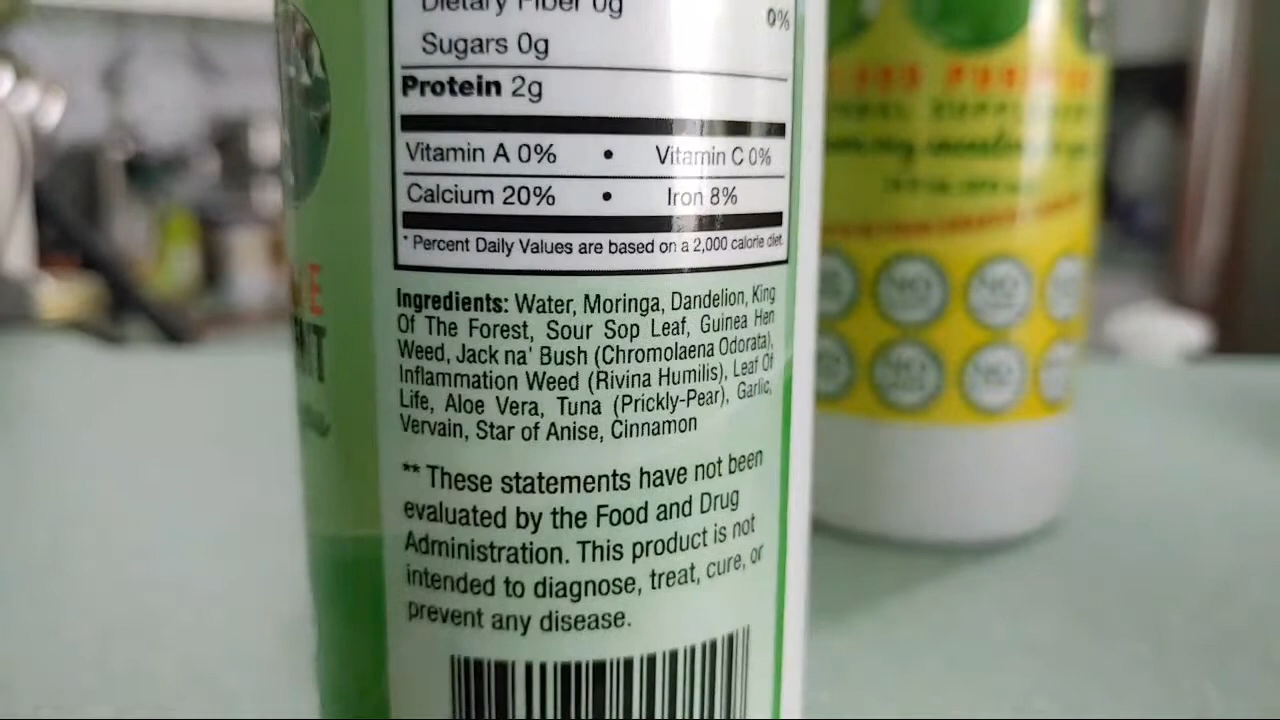 Dietary Fiber 0g
0%
Sugars 0g
Protein 2g
Vitamin A 0% • Vitamin C 0%
Calcium 20% • Iron 8%
* Percent Daily Values are based on a 2,000 calorie diet.
Ingredients: Water, Moringa, Dandelion, King
Of The Forest, Sour Sop Leaf, Guinea Hen
Weed, Jack na' Bush (Chromolaena Odorata),
Inflammation Weed (Rivina Humilis), Leaf Of
Life, Aloe Vera, Tuna (Prickly-Pear), Garlic,
Vervain, Star of Anise, Cinnamon
** These statements have not been
evaluated by the Food and Drug
Administration. This product is not
intended to diagnose, treat, cure, or
prevent any disease.
NO NO
NO NO